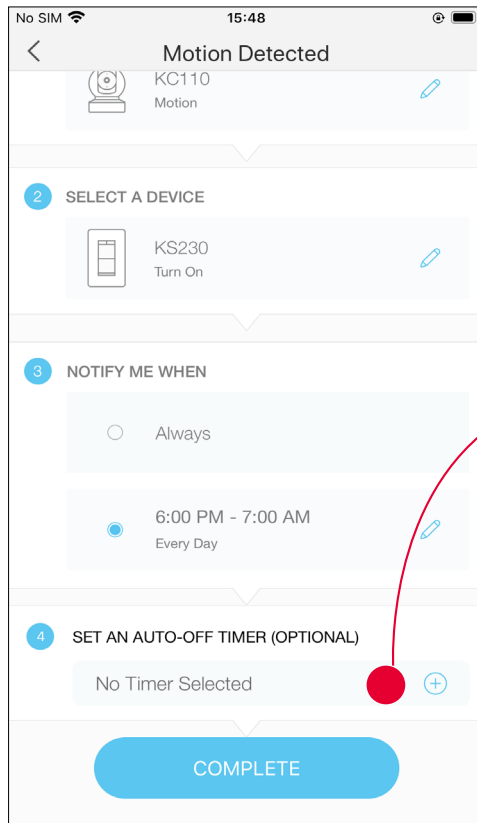 No SIM 15:48
Motion Detected
KC110
Motion
2 SELECT A DEVICE
KS230
Turn On
3 NOTIFY ME WHEN
Always
6:00 PM - 7:00 AM
Every Day
4 SET AN AUTO-OFF TIMER (OPTIONAL)
No Timer Selected
COMPLETE